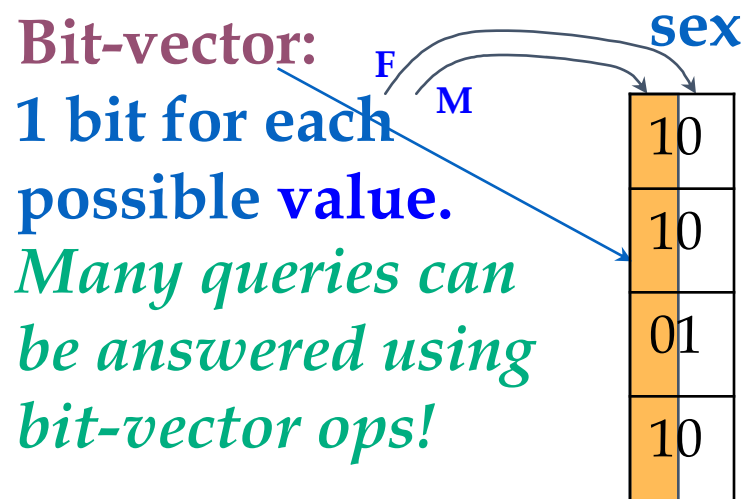 Bit-vector:
1 bit for each
possible value.
Many queries can
be answered using
bit-vector ops!
F
M
sex
10
10
01
10